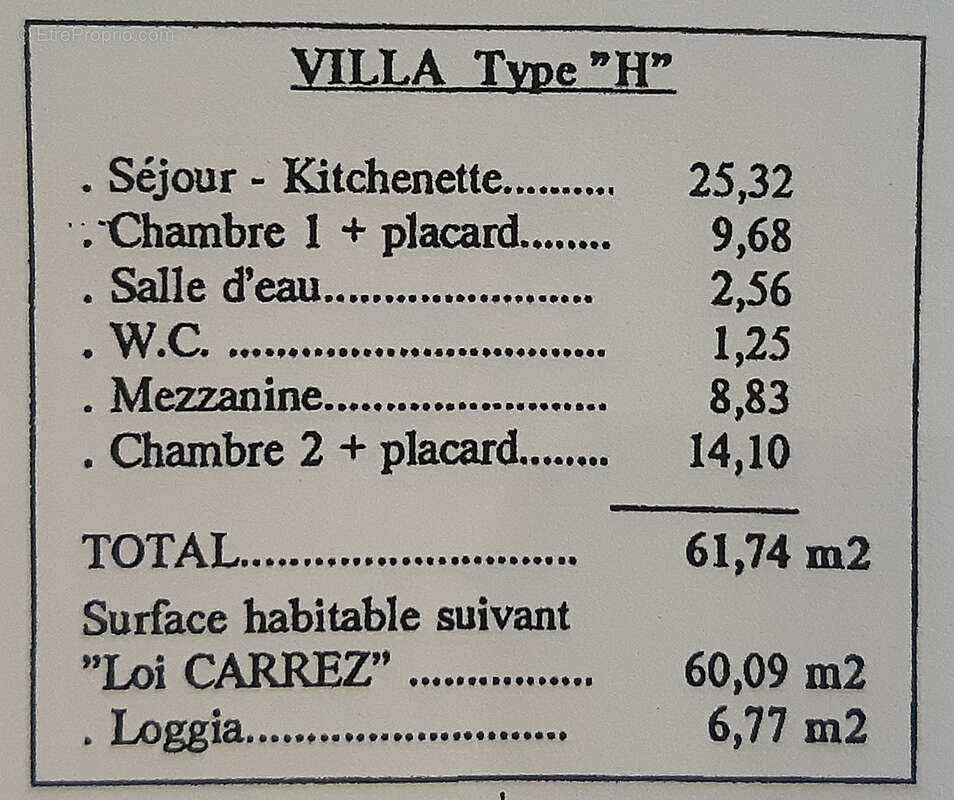 © EtreProprio.com
VILLA Type "H"
. Séjour - Kitchenette.......... 25,32
. Chambre 1 + placard........ 9,68
. Salle d'eau....................... 2,56
. W.C. ................................ 1,25
. Mezzanine........................ 8,83
. Chambre 2 + placard........ 14,10
TOTAL............................ 61,74 m2
Surface habitable suivant
"Loi CARREZ" ................ 60,09 m2
. Loggia........................... 6,77 m2